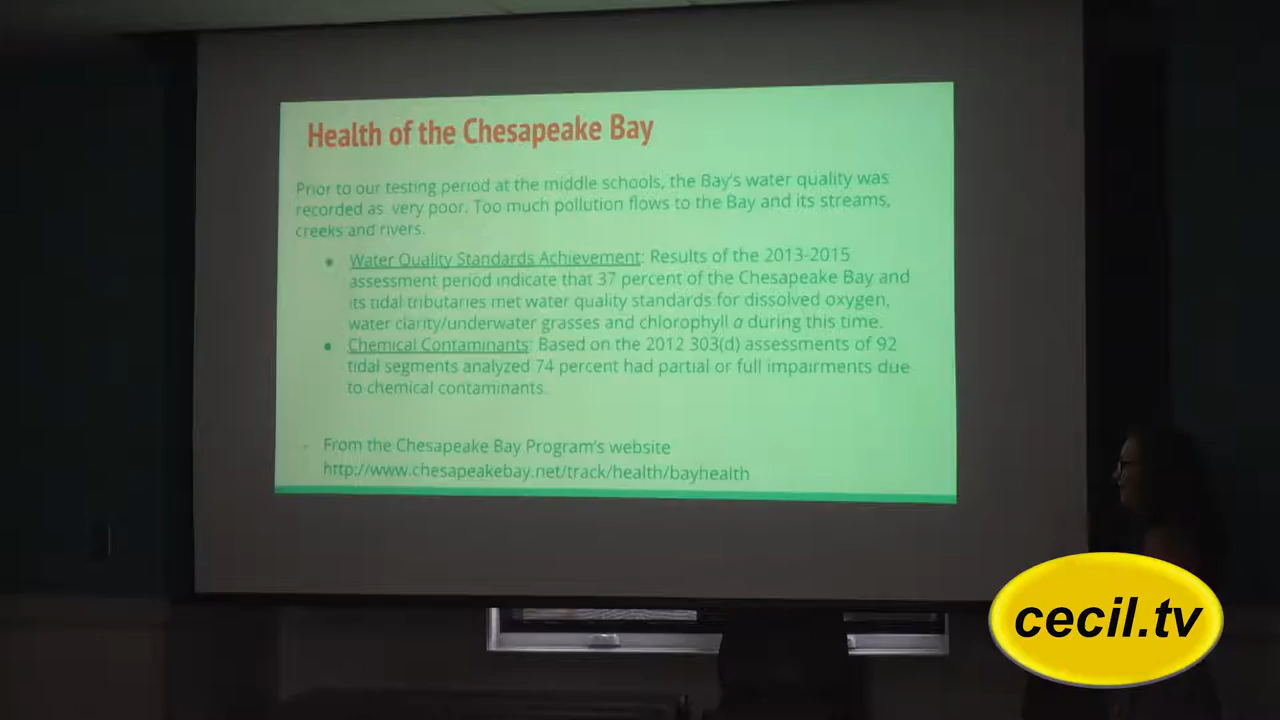 Health of the Chesapeake Bay
Prior to our testing period at the middle schools, the Bay's water quality was
recorded as very poor. Too much pollution flows to the Bay and its streams,
creeks and rivers.
● Water Quality Standards Achievement: Results of the 2013-2015
assessment period indicate that 37 percent of the Chesapeake Bay and
its tidal tributaries met water quality standards for dissolved oxygen,
water clarity/underwater grasses and chlorophyll a during this time.
● Chemical Contaminants: Based on the 2012 303(d) assessments of 92
tidal segments analyzed 74 percent had partial or full impairments due
to chemical contaminants.
- From the Chesapeake Bay Program's website
http://www.chesapeakebay.net/track/health/bayhealth
cecil.tv